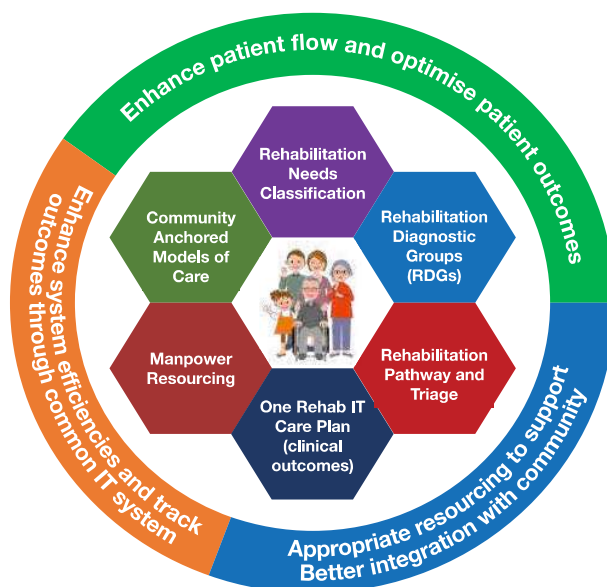 Enhance patient flow and optimise patient outcomes
Rehabilitation
Needs
Classification
Community
Anchored
Models of
Care
Rehabilitation
Diagnostic
Groups
(RDGs)
Manpower
Resourcing
Rehabilitation
Pathway and
Triage
One Rehab IT
Care Plan
(clinical
outcomes)
Enhance system efficiencies and track
outcomes through common IT system
Appropriate resourcing to support
Better integration with community